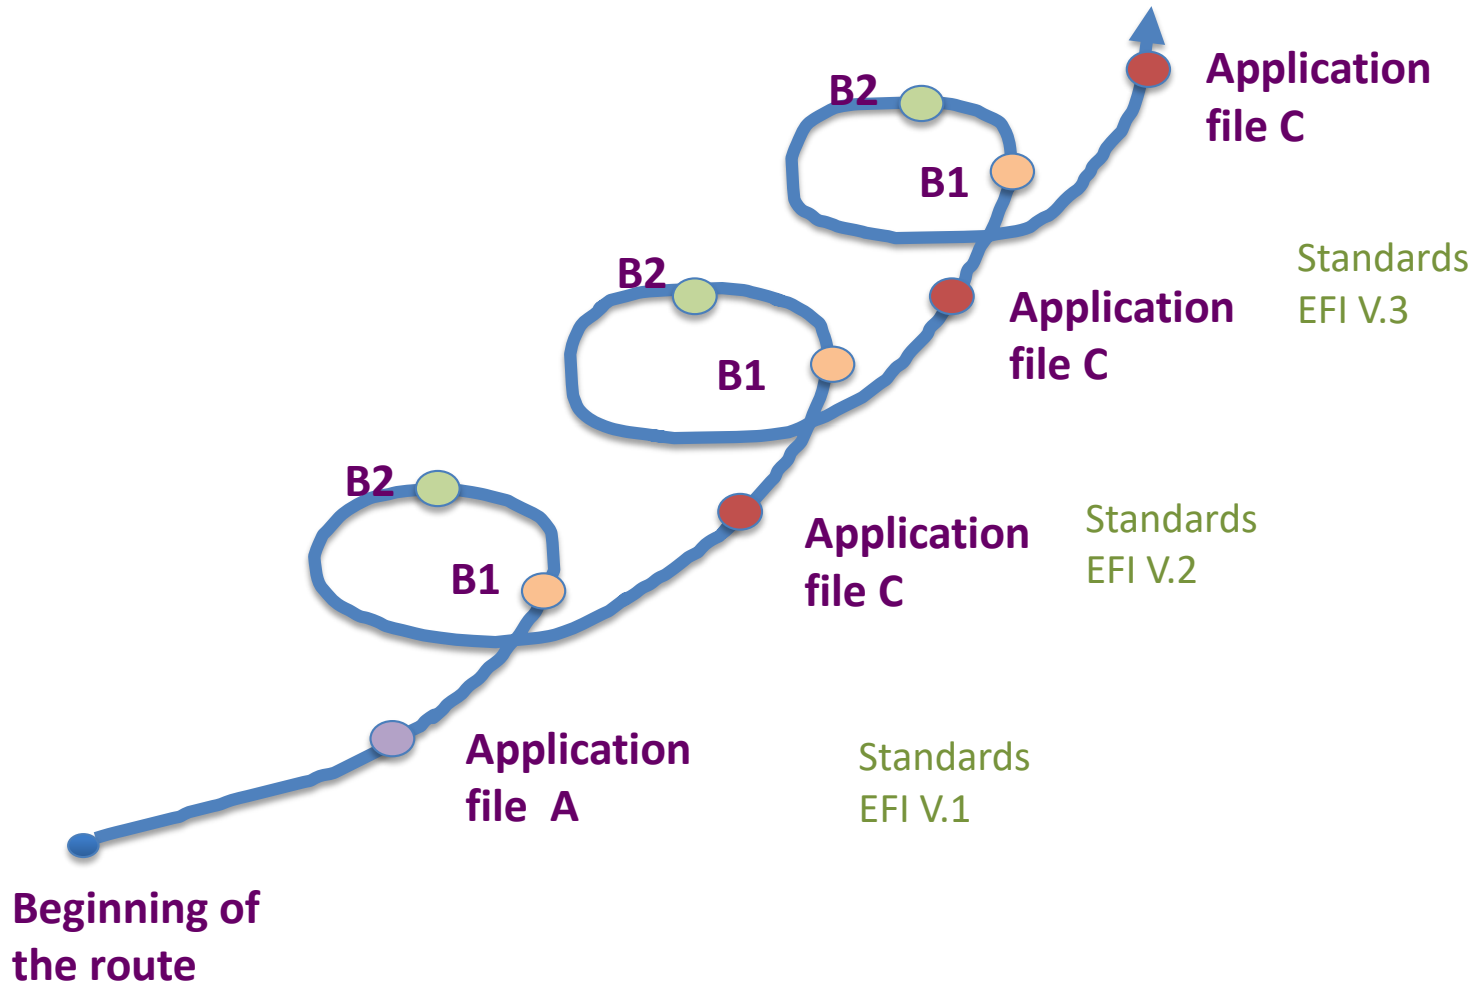 Application
file C
B2
B1
Standards
EFI V.3
B2
Application
file C
B1
B2
Standards
EFI V.2
Application
file C
B1
Application
file  A
Standards
EFI V.1
Beginning of
the route